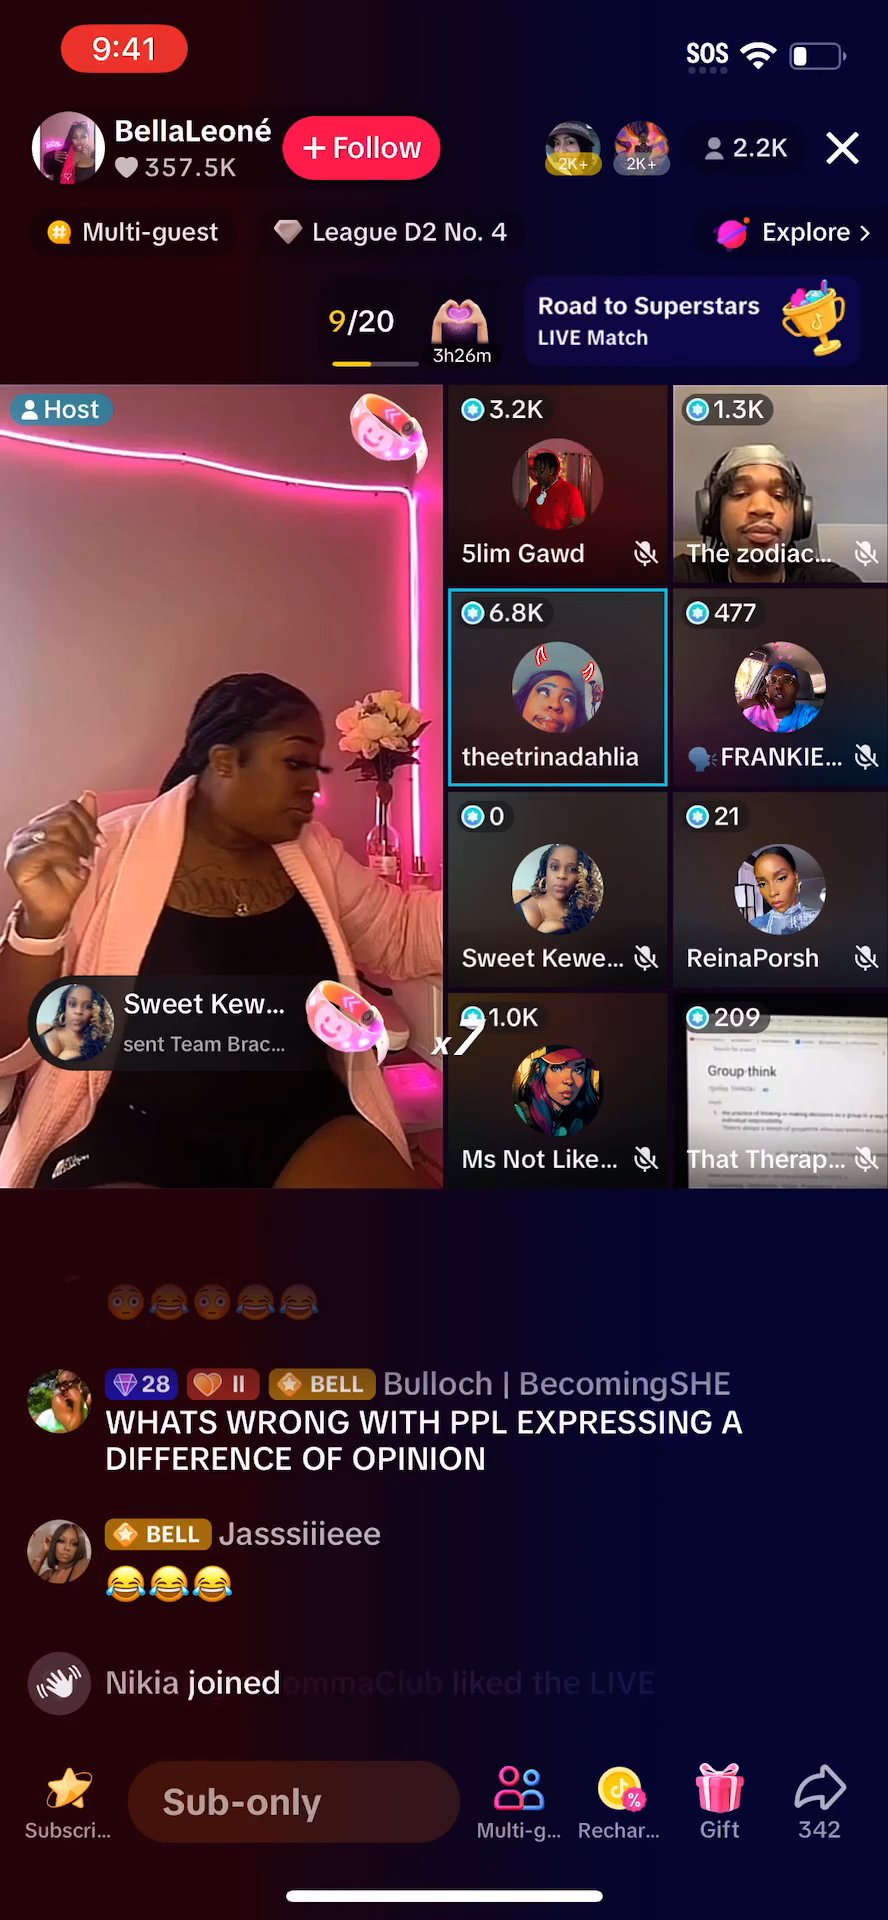 9:41
SOS
BellaLeoné
357.5K
+ Follow
2K+
2K+
2.2K
Multi-guest
League D2 No. 4
Explore >
9/20
3h26m
Road to Superstars
LIVE Match
Host
3.2K
5lim Gawd
1.3K
The zodiac...
6.8K
theetrinadahlia
477
FRANKIE...
0
Sweet Kewe...
21
ReinaPorsh
Sweet Kew...
sent Team Brac...
x7
1.0K
Ms Not Like...
209
Group·think
That Therap...
28
II
BELL
Bulloch | BecomingSHE
WHATS WRONG WITH PPL EXPRESSING A
DIFFERENCE OF OPINION
BELL
Jasssiiieee
Nikia joined
ommaClub liked the LIVE
Subscri...
Sub-only
Multi-g...
Rechar...
Gift
342